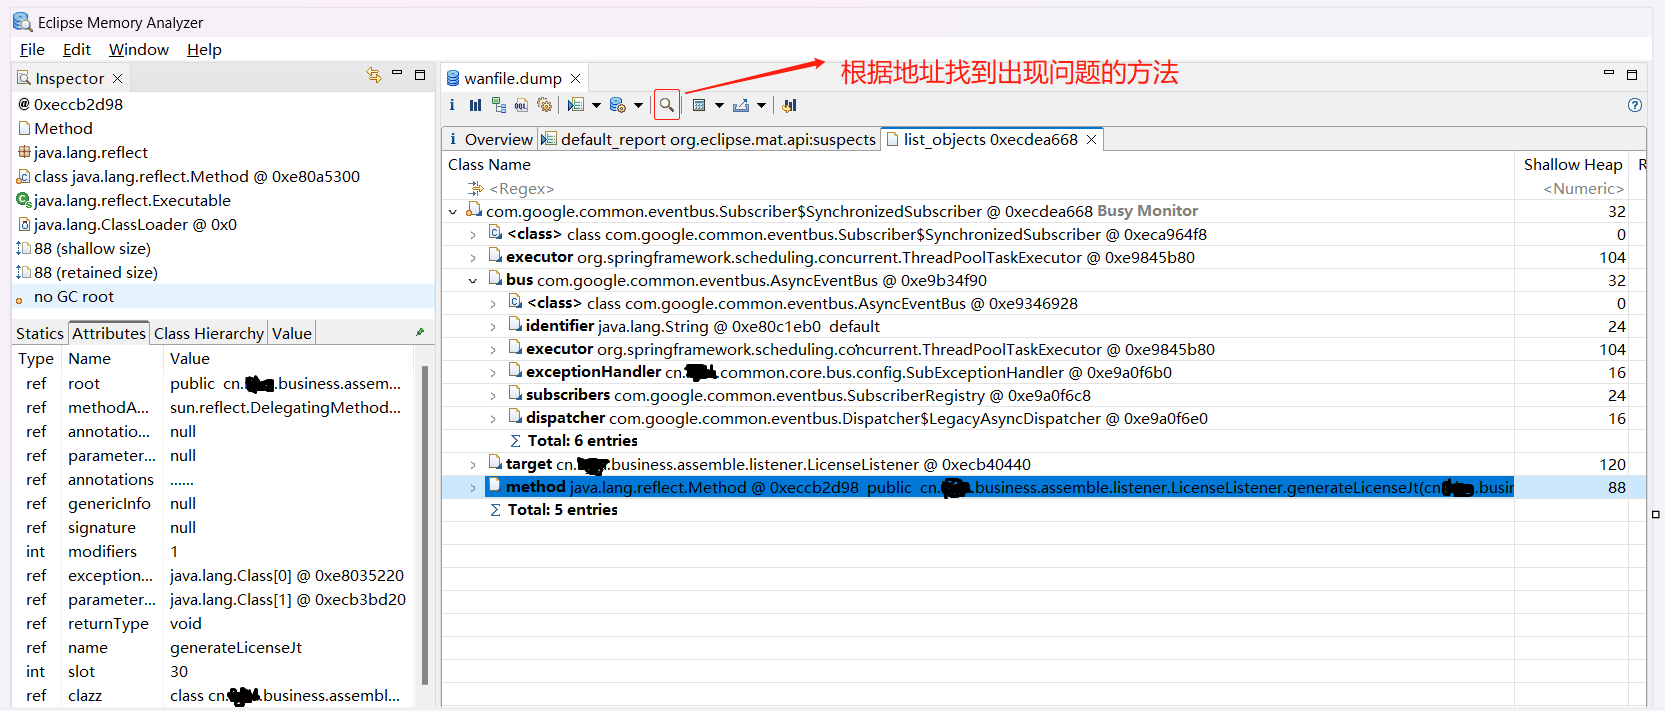 Eclipse Memory Analyzer
File Edit Window Help
Inspector
@ 0xeccb2d98
Method
java.lang.reflect
class java.lang.reflect.Method @ 0xe80a5300
java.lang.reflect.Executable
java.lang.ClassLoader @ 0x0
88 (shallow size)
88 (retained size)
no GC root
Statics Attributes Class Hierarchy Value
Type Name Value
ref root public cn. .business.assem...
ref methodA... sun.reflect.DelegatingMethod...
ref annotatio... null
ref parameter... null
ref annotations ......
ref genericInfo null
ref signature null
int modifiers 1
ref exception... java.lang.Class[0] @ 0xe8035220
ref parameter... java.lang.Class[1] @ 0xecb3bd20
ref returnType void
ref name generateLicenseJt
int slot 30
ref clazz class cn. .business.assembl...
wanfile.dump
根据地址找到出现问题的方法
i OQL ?
i Overview default_report org.eclipse.mat.api:suspects list_objects 0xecdea668
Class Name Shallow Heap R
<Regex> <Numeric>
com.google.common.eventbus.Subscriber$SynchronizedSubscriber @ 0xecdea668 Busy Monitor 32
<class> class com.google.common.eventbus.Subscriber$SynchronizedSubscriber @ 0xeca964f8 0
executor org.springframework.scheduling.concurrent.ThreadPoolTaskExecutor @ 0xe9845b80 104
bus com.google.common.eventbus.AsyncEventBus @ 0xe9b34f90 32
<class> class com.google.common.eventbus.AsyncEventBus @ 0xe9346928 0
identifier java.lang.String @ 0xe80c1eb0 default 24
executor org.springframework.scheduling.concurrent.ThreadPoolTaskExecutor @ 0xe9845b80 104
exceptionHandler cn. .common.core.bus.config.SubExceptionHandler @ 0xe9a0f6b0 16
subscribers com.google.common.eventbus.SubscriberRegistry @ 0xe9a0f6c8 24
dispatcher com.google.common.eventbus.Dispatcher$LegacyAsyncDispatcher @ 0xe9a0f6e0 16
Σ Total: 6 entries
target cn. .business.assemble.listener.LicenseListener @ 0xecb40440 120
method java.lang.reflect.Method @ 0xeccb2d98 public cn. .business.assemble.listener.LicenseListener.generateLicenseJt(cn. .busir 88
Σ Total: 5 entries